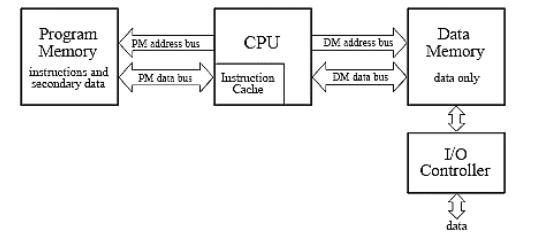 Program
Memory
instructions and
secondary data
PM address bus
PM data bus
CPU
Instruction
Cache
DM address bus
DM data bus
Data
Memory
data only
I/O
Controller
data